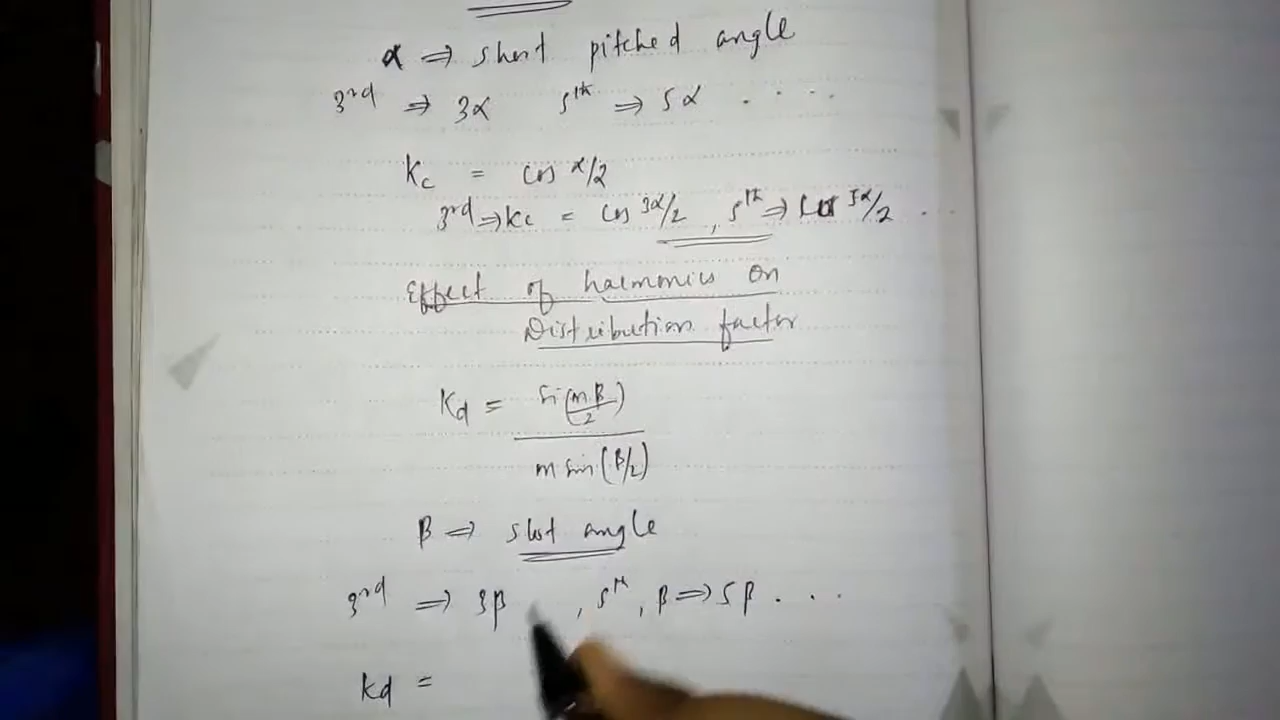 α ⇒ short pitched angle
3rd ⇒ 3α 5th ⇒ 5α . . . .
Kc = cos α/2
3rd ⇒ Kc = cos 3α/2 , 5th ⇒ cos 5α/2 . .
Effect of harmonics on
Distribution factor
Kd = sin(mβ/2) / m sin(β/2)
β ⇒ slot angle
3rd ⇒ 3β , 5th , β ⇒ 5β . . .
Kd =